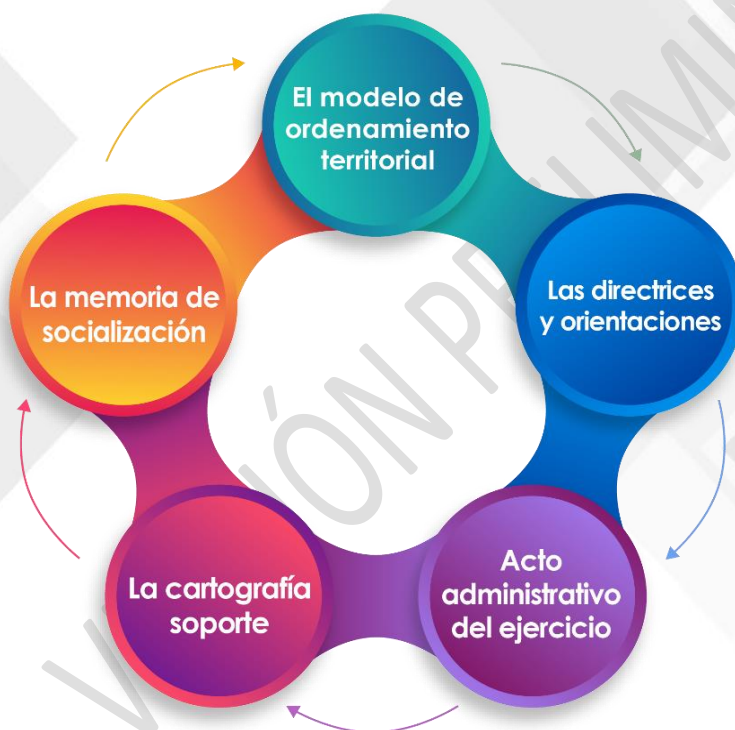 El modelo de
ordenamiento
territorial
Las directrices
y orientaciones
Acto
administrativo
del ejercicio
La cartografía
soporte
La memoria de
socialización